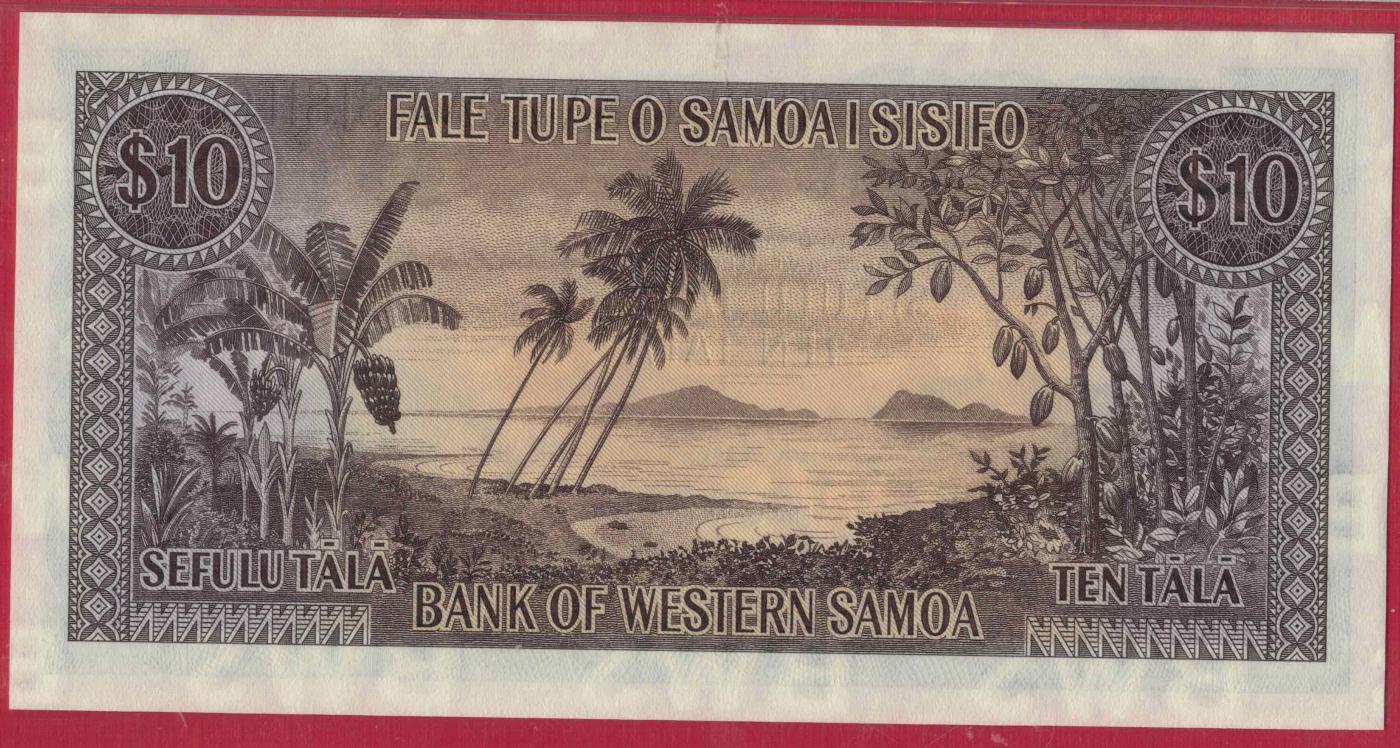 FALE TUPE O SAMOA I SISIFO
$10
$10
SEFULU TĀLĀ
TEN TĀLĀ
BANK OF WESTERN SAMOA